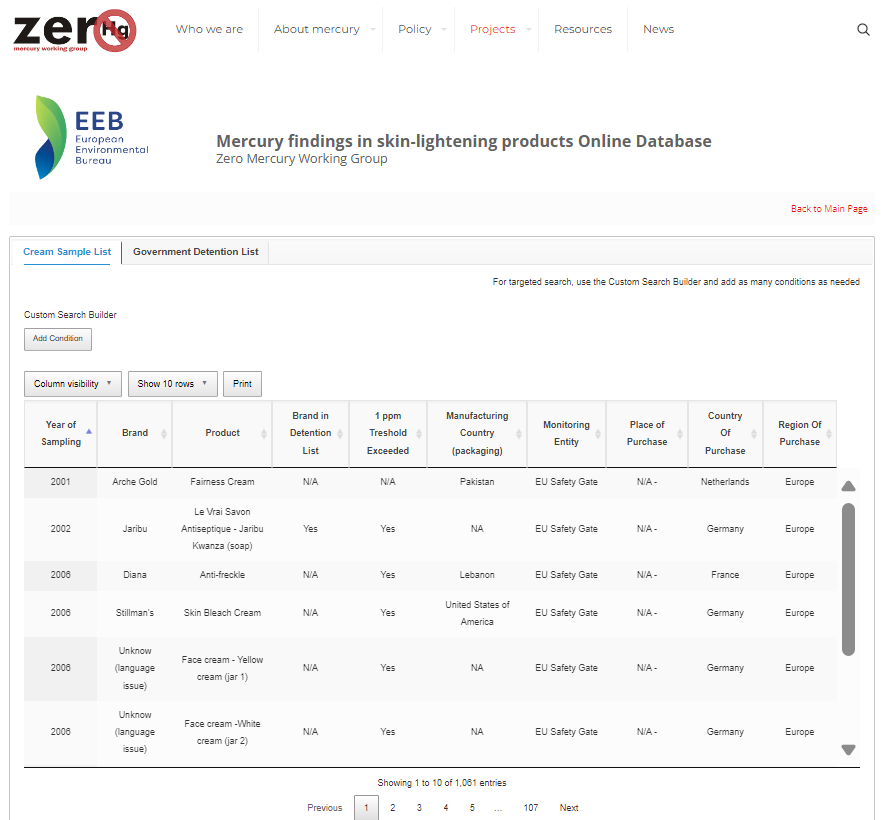 zero Hg
mercury working group
Who we are
About mercury
Policy
Projects
Resources
News
EEB
European
Environmental
Bureau
Mercury findings in skin-lightening products Online Database
Zero Mercury Working Group
Back to Main Page
Cream Sample List
Government Detention List
For targeted search, use the Custom Search Builder and add as many conditions as needed
Custom Search Builder
Add Condition
Column visibility
Show 10 rows
Print
Year of
Sampling
Brand
Product
Brand in
Detention
List
1 ppm
Treshold
Exceeded
Manufacturing
Country
(packaging)
Monitoring
Entity
Place of
Purchase
Country
Of
Purchase
Region Of
Purchase
2001 Arche Gold Fairness Cream N/A N/A Pakistan EU Safety Gate N/A - Netherlands Europe
2002 Jaribu
Le Vrai Savon
Antiseptique - Jaribu
Kwanza (soap)
Yes Yes NA EU Safety Gate N/A - Germany Europe
2006 Diana Anti-freckle N/A Yes Lebanon EU Safety Gate N/A - France Europe
2006 Stillman's Skin Bleach Cream N/A Yes
United States of
America
EU Safety Gate N/A - Germany Europe
2006
Unknow
(language
issue)
Face cream - Yellow
cream (jar 1)
N/A Yes NA EU Safety Gate N/A - Germany Europe
2006
Unknow
(language
issue)
Face cream -White
cream (jar 2)
N/A Yes NA EU Safety Gate N/A - Germany Europe
Showing 1 to 10 of 1,061 entries
Previous 1 2 3 4 5 … 107 Next